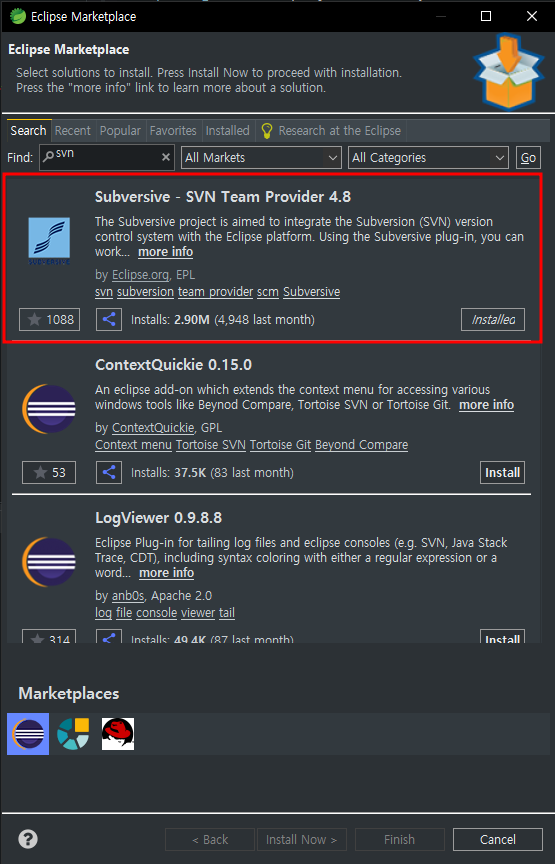 Eclipse Marketplace
Eclipse Marketplace
Select solutions to install. Press Install Now to proceed with installation.
Press the "more info" link to learn more about a solution.
Search Recent Popular Favorites Installed Research at the Eclipse
Find: svn All Markets All Categories Go
Subversive - SVN Team Provider 4.8
The Subversive project is aimed to integrate the Subversion (SVN) version
control system with the Eclipse platform. Using the Subversive plug-in, you can
work... more info
by Eclipse.org, EPL
svn subversion team provider scm Subversive
1088 Installs: 2.90M (4,948 last month) Installed
ContextQuickie 0.15.0
An eclipse add-on which extends the context menu for accessing various
windows tools like Beynod Compare, Tortoise SVN or Tortoise Git. more info
by ContextQuickie, GPL
Context menu Tortoise SVN Tortoise Git Beyond Compare
53 Installs: 37.5K (83 last month) Install
LogViewer 0.9.8.8
Eclipse Plug-in for tailing log files and eclipse consoles (e.g. SVN, Java Stack
Trace, CDT), including syntax coloring with either a regular expression or a
word... more info
by anb0s, Apache 2.0
log file console viewer tail
314 Installs: 49.4K (87 last month) Install
Marketplaces
? < Back Install Now > Finish Cancel